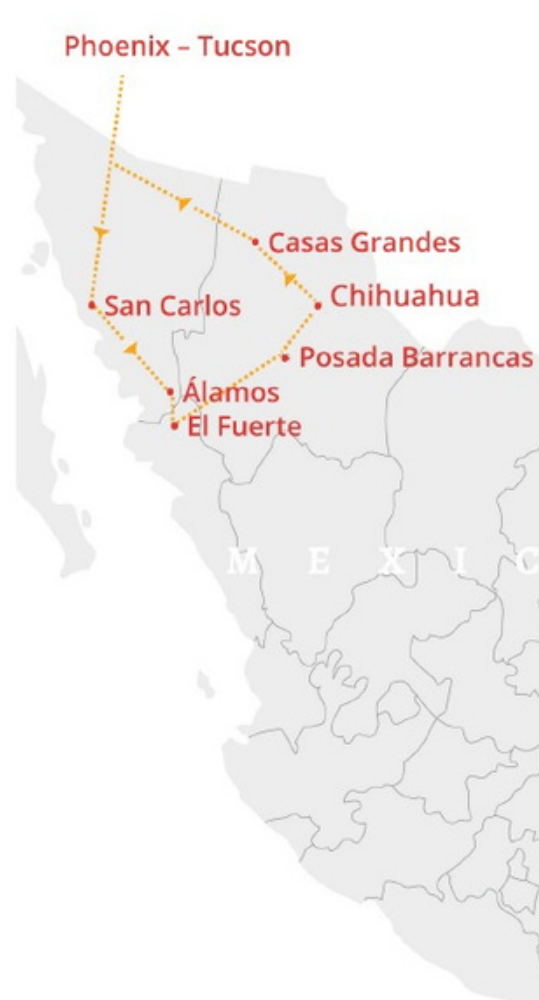 Phoenix – Tucson
Casas Grandes
Chihuahua
San Carlos
Posada Barrancas
Álamos
El Fuerte
M E X I C